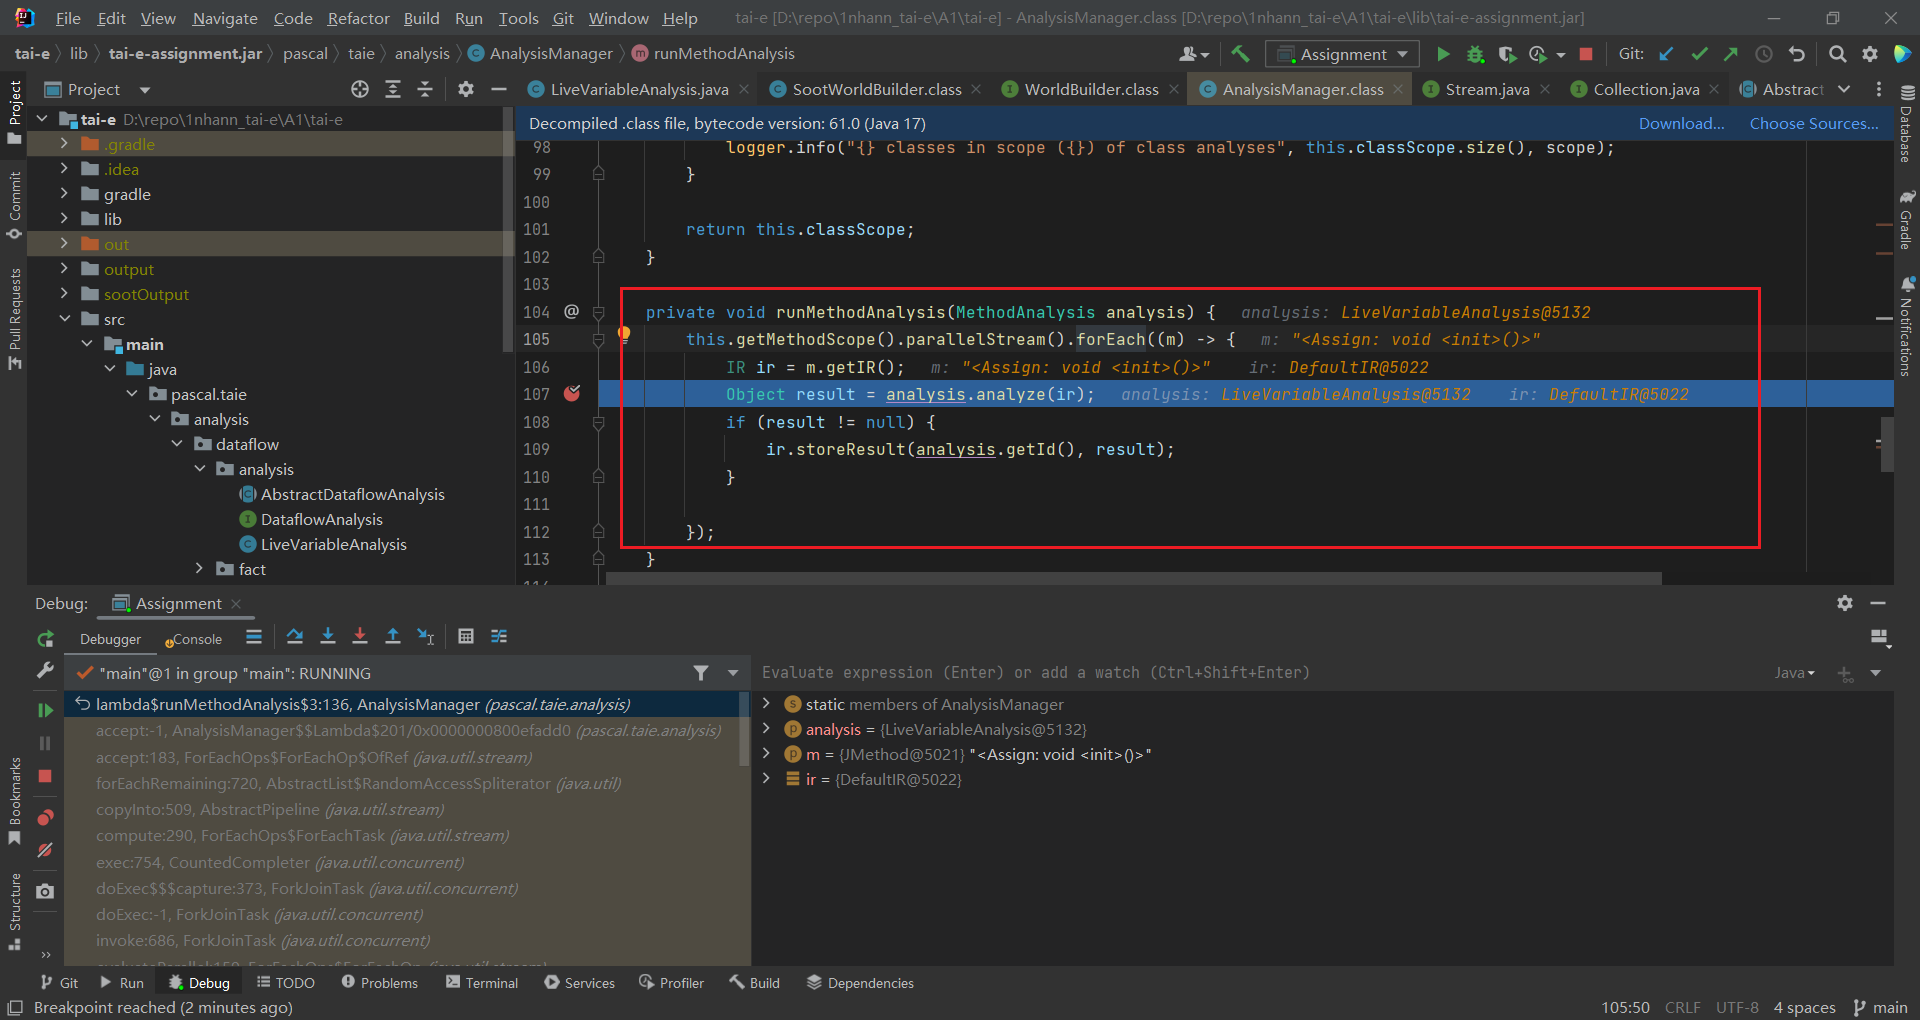 File Edit View Navigate Code Refactor Build Run Tools Git Window Help tai-e [D:\repo\1nhann_tai-e\A1\tai-e] - AnalysisManager.class [D:\repo\1nhann_tai-e\A1\tai-e\lib\tai-e-assignment.jar]
tai-e lib tai-e-assignment.jar pascal taie analysis AnalysisManager runMethodAnalysis Assignment Git:
Project LiveVariableAnalysis.java SootWorldBuilder.class WorldBuilder.class AnalysisManager.class Stream.java Collection.java Abstract
Project
Commit
Pull Requests
Bookmarks
Structure
Database
Gradle
Notifications
tai-e D:\repo\1nhann_tai-e\A1\tai-e
.gradle
.idea
gradle
lib
out
output
sootOutput
src
main
java
pascal.taie
analysis
dataflow
analysis
AbstractDataflowAnalysis
DataflowAnalysis
LiveVariableAnalysis
fact
Decompiled .class file, bytecode version: 61.0 (Java 17) Download... Choose Sources...
98 logger.info("{} classes in scope ({}) of class analyses", this.classScope.size(), scope);
99 }
100
101 return this.classScope;
102 }
103
104 @ private void runMethodAnalysis(MethodAnalysis analysis) { analysis: LiveVariableAnalysis@5132
105 this.getMethodScope().parallelStream().forEach((m) -> { m: "<Assign: void <init>()>"
106 IR ir = m.getIR(); m: "<Assign: void <init>()>" ir: DefaultIR@5022
107 Object result = analysis.analyze(ir); analysis: LiveVariableAnalysis@5132 ir: DefaultIR@5022
108 if (result != null) {
109 ir.storeResult(analysis.getId(), result);
110 }
111
112 });
113 }
Debug: Assignment
Debugger Console
"main"@1 in group "main": RUNNING
lambda$runMethodAnalysis$3:136, AnalysisManager (pascal.taie.analysis)
accept:-1, AnalysisManager$$Lambda$201/0x0000000800efadd0 (pascal.taie.analysis)
accept:183, ForEachOps$ForEachOp$OfRef (java.util.stream)
forEachRemaining:720, AbstractList$RandomAccessSpliterator (java.util)
copyInto:509, AbstractPipeline (java.util.stream)
compute:290, ForEachOps$ForEachTask (java.util.stream)
exec:754, CountedCompleter (java.util.concurrent)
doExec$$$capture:373, ForkJoinTask (java.util.concurrent)
doExec:-1, ForkJoinTask (java.util.concurrent)
invoke:686, ForkJoinTask (java.util.concurrent)
Evaluate expression (Enter) or add a watch (Ctrl+Shift+Enter) Java
static members of AnalysisManager
analysis = {LiveVariableAnalysis@5132}
m = {JMethod@5021} "<Assign: void <init>()>"
ir = {DefaultIR@5022}
Git Run Debug TODO Problems Terminal Services Profiler Build Dependencies
Breakpoint reached (2 minutes ago) 105:50 CRLF UTF-8 4 spaces main